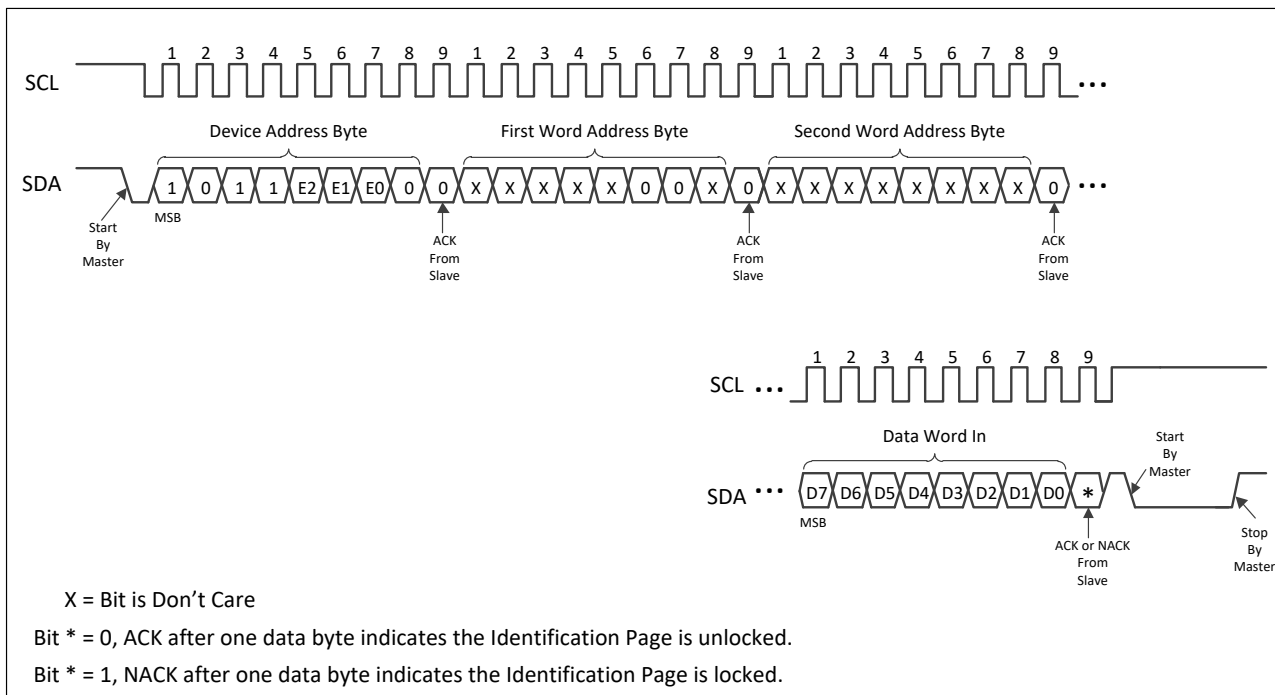 1 2 3 4 5 6 7 8 9 1 2 3 4 5 6 7 8 9 1 2 3 4 5 6 7 8 9
SCL ...
Device Address Byte First Word Address Byte Second Word Address Byte
SDA 1 0 1 1 E2 E1 E0 0 0 X X X X X 0 0 X 0 X X X X X X X X 0 ...
MSB
Start
By
Master
ACK
From
Slave
ACK
From
Slave
ACK
From
Slave
1 2 3 4 5 6 7 8 9
SCL ...
Data Word In
SDA ... D7 D6 D5 D4 D3 D2 D1 D0 *
MSB
Start
By
Master
ACK or NACK
From
Slave
Stop
By
Master
X = Bit is Don’t Care
Bit * = 0, ACK after one data byte indicates the Identification Page is unlocked.
Bit * = 1, NACK after one data byte indicates the Identification Page is locked.